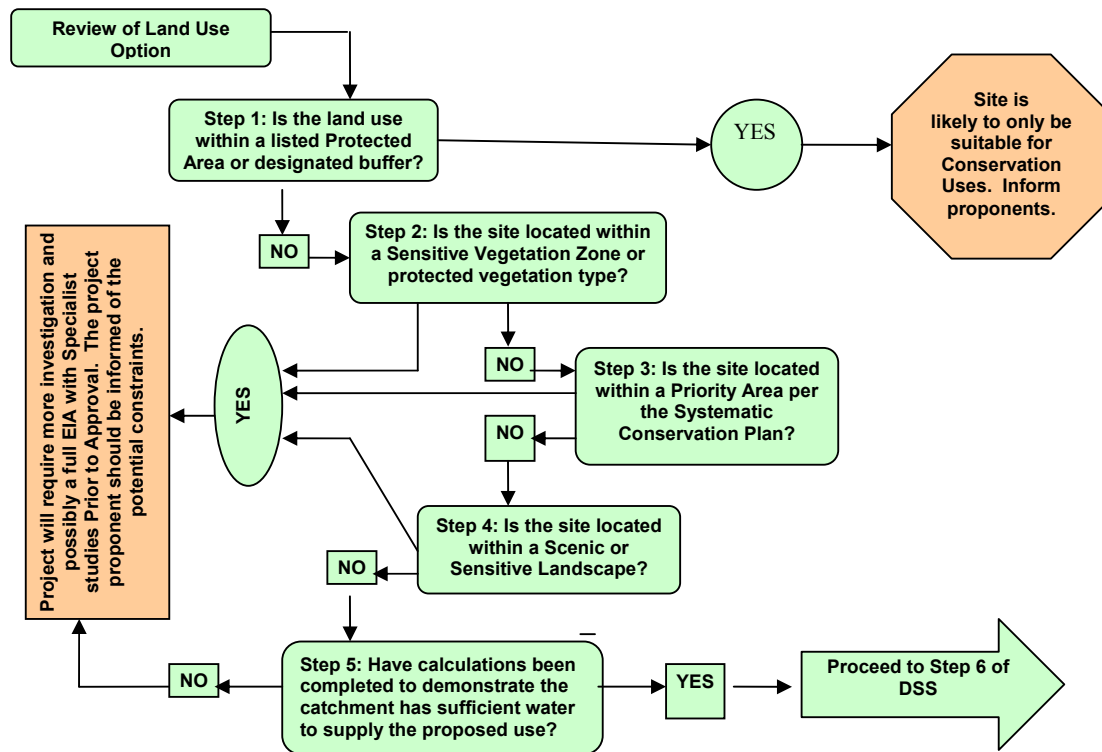 Review of Land Use
Option
Step 1: Is the land use
within a listed Protected
Area or designated buffer?
YES
Site is
likely to only be
suitable for
Conservation
Uses.  Inform
proponents.
NO
Step 2: Is the site located within
a Sensitive Vegetation Zone or
protected vegetation type?
NO
Step 3: Is the site located
within a Priority Area per
the Systematic
Conservation Plan?
YES
Project will require more investigation and
possibly a full EIA with Specialist
studies Prior to Approval.  The project
proponent should be informed of the
potential constraints.
NO
Step 4: Is the site located
within a Scenic or
Sensitive Landscape?
NO
Step 5: Have calculations been
completed to demonstrate the
catchment has sufficient water
to supply the proposed use?
NO
YES
Proceed to Step 6 of
DSS